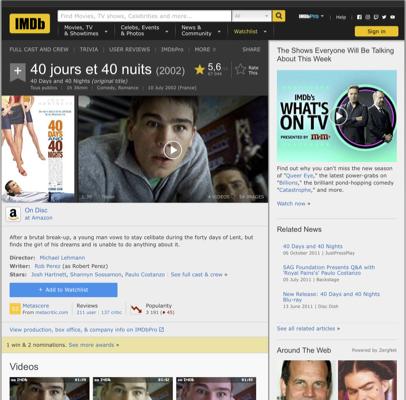 IMDb
Find Movies, TV shows, Celebrities and more...
All
IMDbPro
Help
Movies, TV & Showtimes
Celebs, Events & Photos
News & Community
Watchlist
Sign in
FULL CAST AND CREW | TRIVIA | USER REVIEWS | IMDbPro | MORE
SHARE
40 jours et 40 nuits (2002)
40 Days and 40 Nights (original title)
Tous publics | 1h 36min | Comedy, Romance | 10 July 2002 (France)
5,6
Rate This
40
DAYS
AND
40
NIGHTS
On Disc
at Amazon
After a brutal break-up, a young man vows to stay celibate during the forty days of Lent, but
finds the girl of his dreams and is unable to do anything about it.
Director: Michael Lehmann
Writer: Rob Perez (as Robert Perez)
Stars: Josh Hartnett, Shannyn Sossamon, Paulo Costanzo | See full cast & crew »
+ Add to Watchlist
Metascore
From metacritic.com
Reviews
211 user | 137 critic
Popularity
3 191 (45)
View production, box office, & company info on IMDbPro
1 win & 2 nominations. See more awards »
Videos
The Shows Everyone Will Be Talking
About This Week
IMDb's
WHAT'S
ON TV
PRESENTED BY m&m's
Find out why you can't miss the new season
of "Queer Eye," the latest power-grabs on
"Billions," the brilliant pond-hopping comedy
"Catastrophe," and more.
Watch now »
Related News
40 Days and 40 Nights
06 October 2011 | JustPressPlay
SAG Foundation Presents Q&A with
'Royal Pains's' Paulo Costanzo
05 July 2011 | Backstage
New Release: 40 Days and 40 Nights
Blu-ray
13 June 2011 | Disc Dish
See all related articles »
Around The Web
Powered by ZergNet